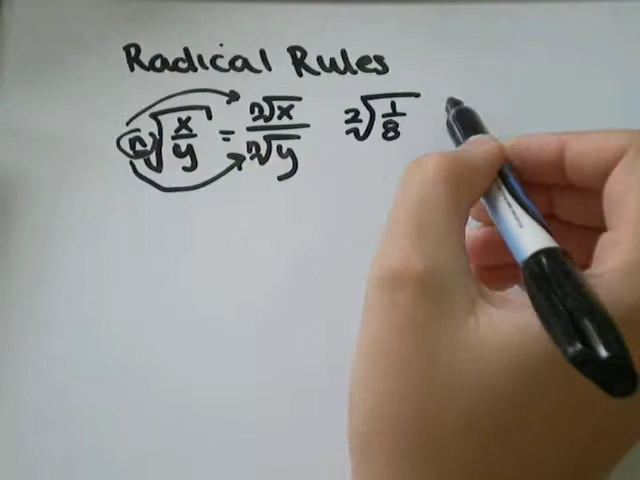 Radical Rules
ⁿ√(x/y) = ⁿ√x / ⁿ√y   ²√(1/8)